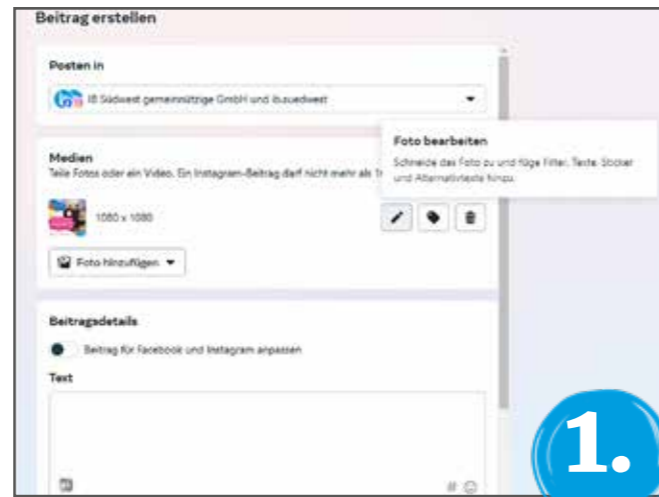 Beitrag erstellen
Posten in
IB Südwest gemeinnützige GmbH und ib.suedwest
Foto bearbeiten
Schneide das Foto zu und füge Filter, Texte, Sticker
und Alternativtexte hinzu.
Medien
Teile Fotos oder ein Video. Ein Instagram-Beitrag darf nicht mehr als
1080 x 1080
Foto hinzufügen
Beitragsdetails
Beitrag für Facebook und Instagram anpassen
Text
#
1.